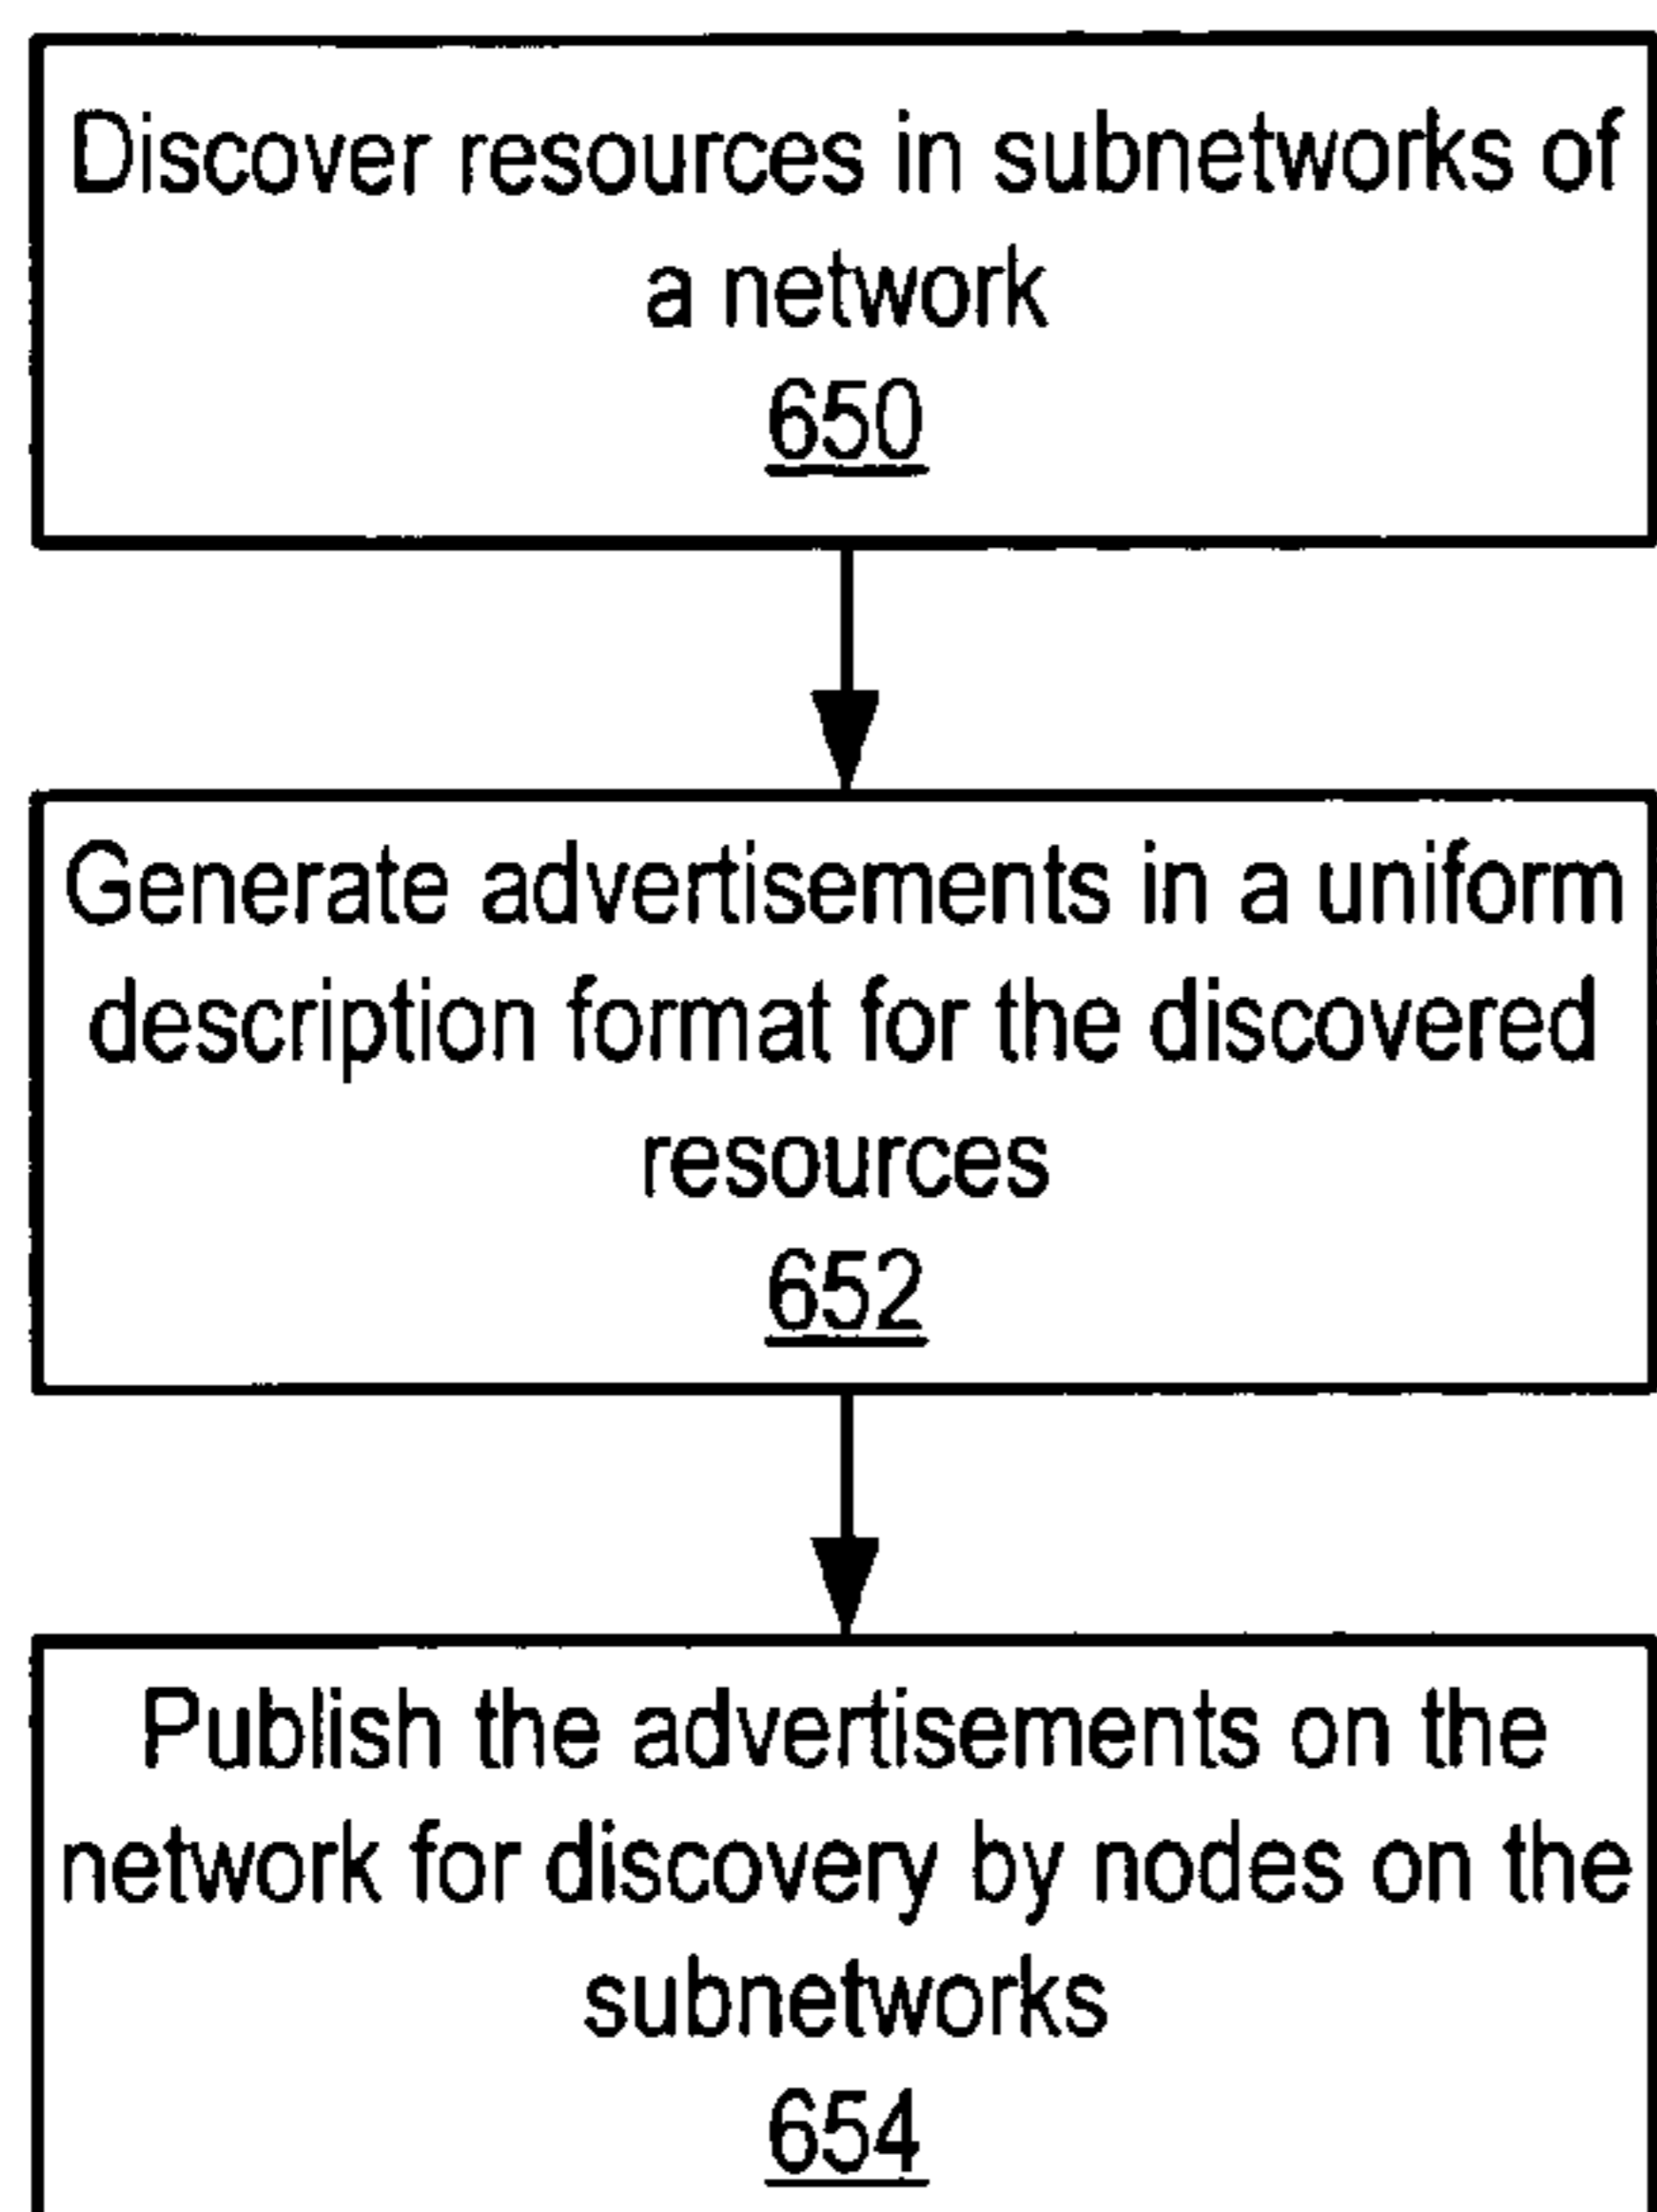 Discover resources in subnetworks of
a network
650
Generate advertisements in a uniform
description format for the discovered
resources
652
Publish the advertisements on the
network for discovery by nodes on the
subnetworks
654